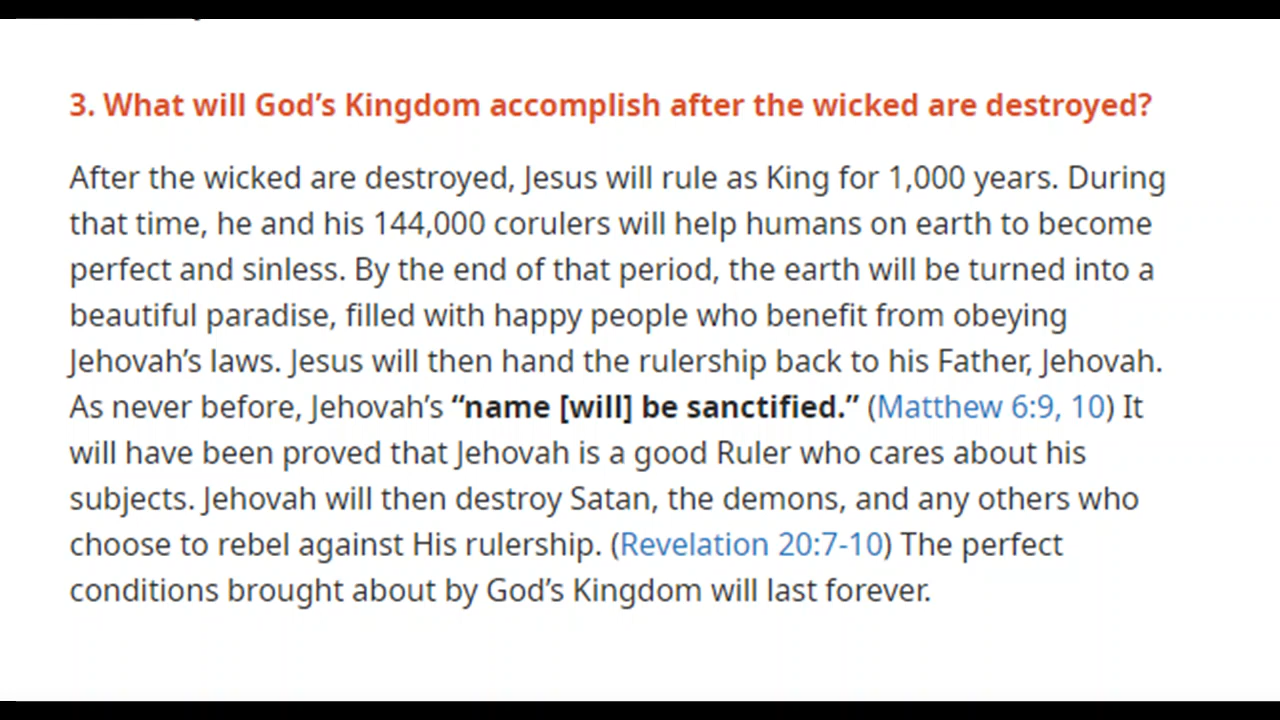 3. What will God’s Kingdom accomplish after the wicked are destroyed?
After the wicked are destroyed, Jesus will rule as King for 1,000 years. During
that time, he and his 144,000 corulers will help humans on earth to become
perfect and sinless. By the end of that period, the earth will be turned into a
beautiful paradise, filled with happy people who benefit from obeying
Jehovah’s laws. Jesus will then hand the rulership back to his Father, Jehovah.
As never before, Jehovah’s “name [will] be sanctified.” (Matthew 6:9, 10) It
will have been proved that Jehovah is a good Ruler who cares about his
subjects. Jehovah will then destroy Satan, the demons, and any others who
choose to rebel against His rulership. (Revelation 20:7-10) The perfect
conditions brought about by God’s Kingdom will last forever.